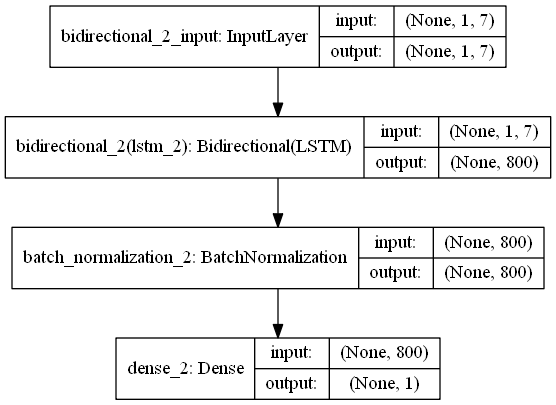 bidirectional_2_input: InputLayer
input: (None, 1, 7)
output: (None, 1, 7)
bidirectional_2(lstm_2): Bidirectional(LSTM)
input: (None, 1, 7)
output: (None, 800)
batch_normalization_2: BatchNormalization
input: (None, 800)
output: (None, 800)
dense_2: Dense
input: (None, 800)
output: (None, 1)